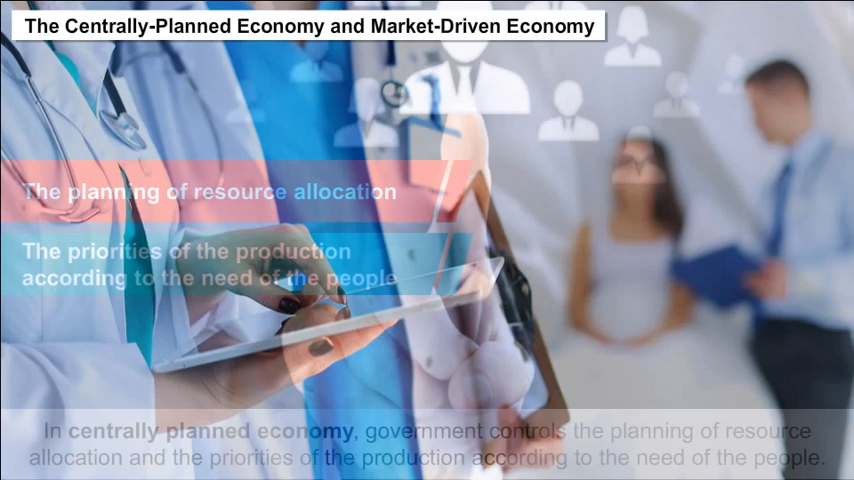 The Centrally-Planned Economy and Market-Driven Economy
The planning of resource allocation
The priorities of the production
according to the need of the people
In centrally planned economy, government controls the planning of resource
allocation and the priorities of the production according to the need of the people.